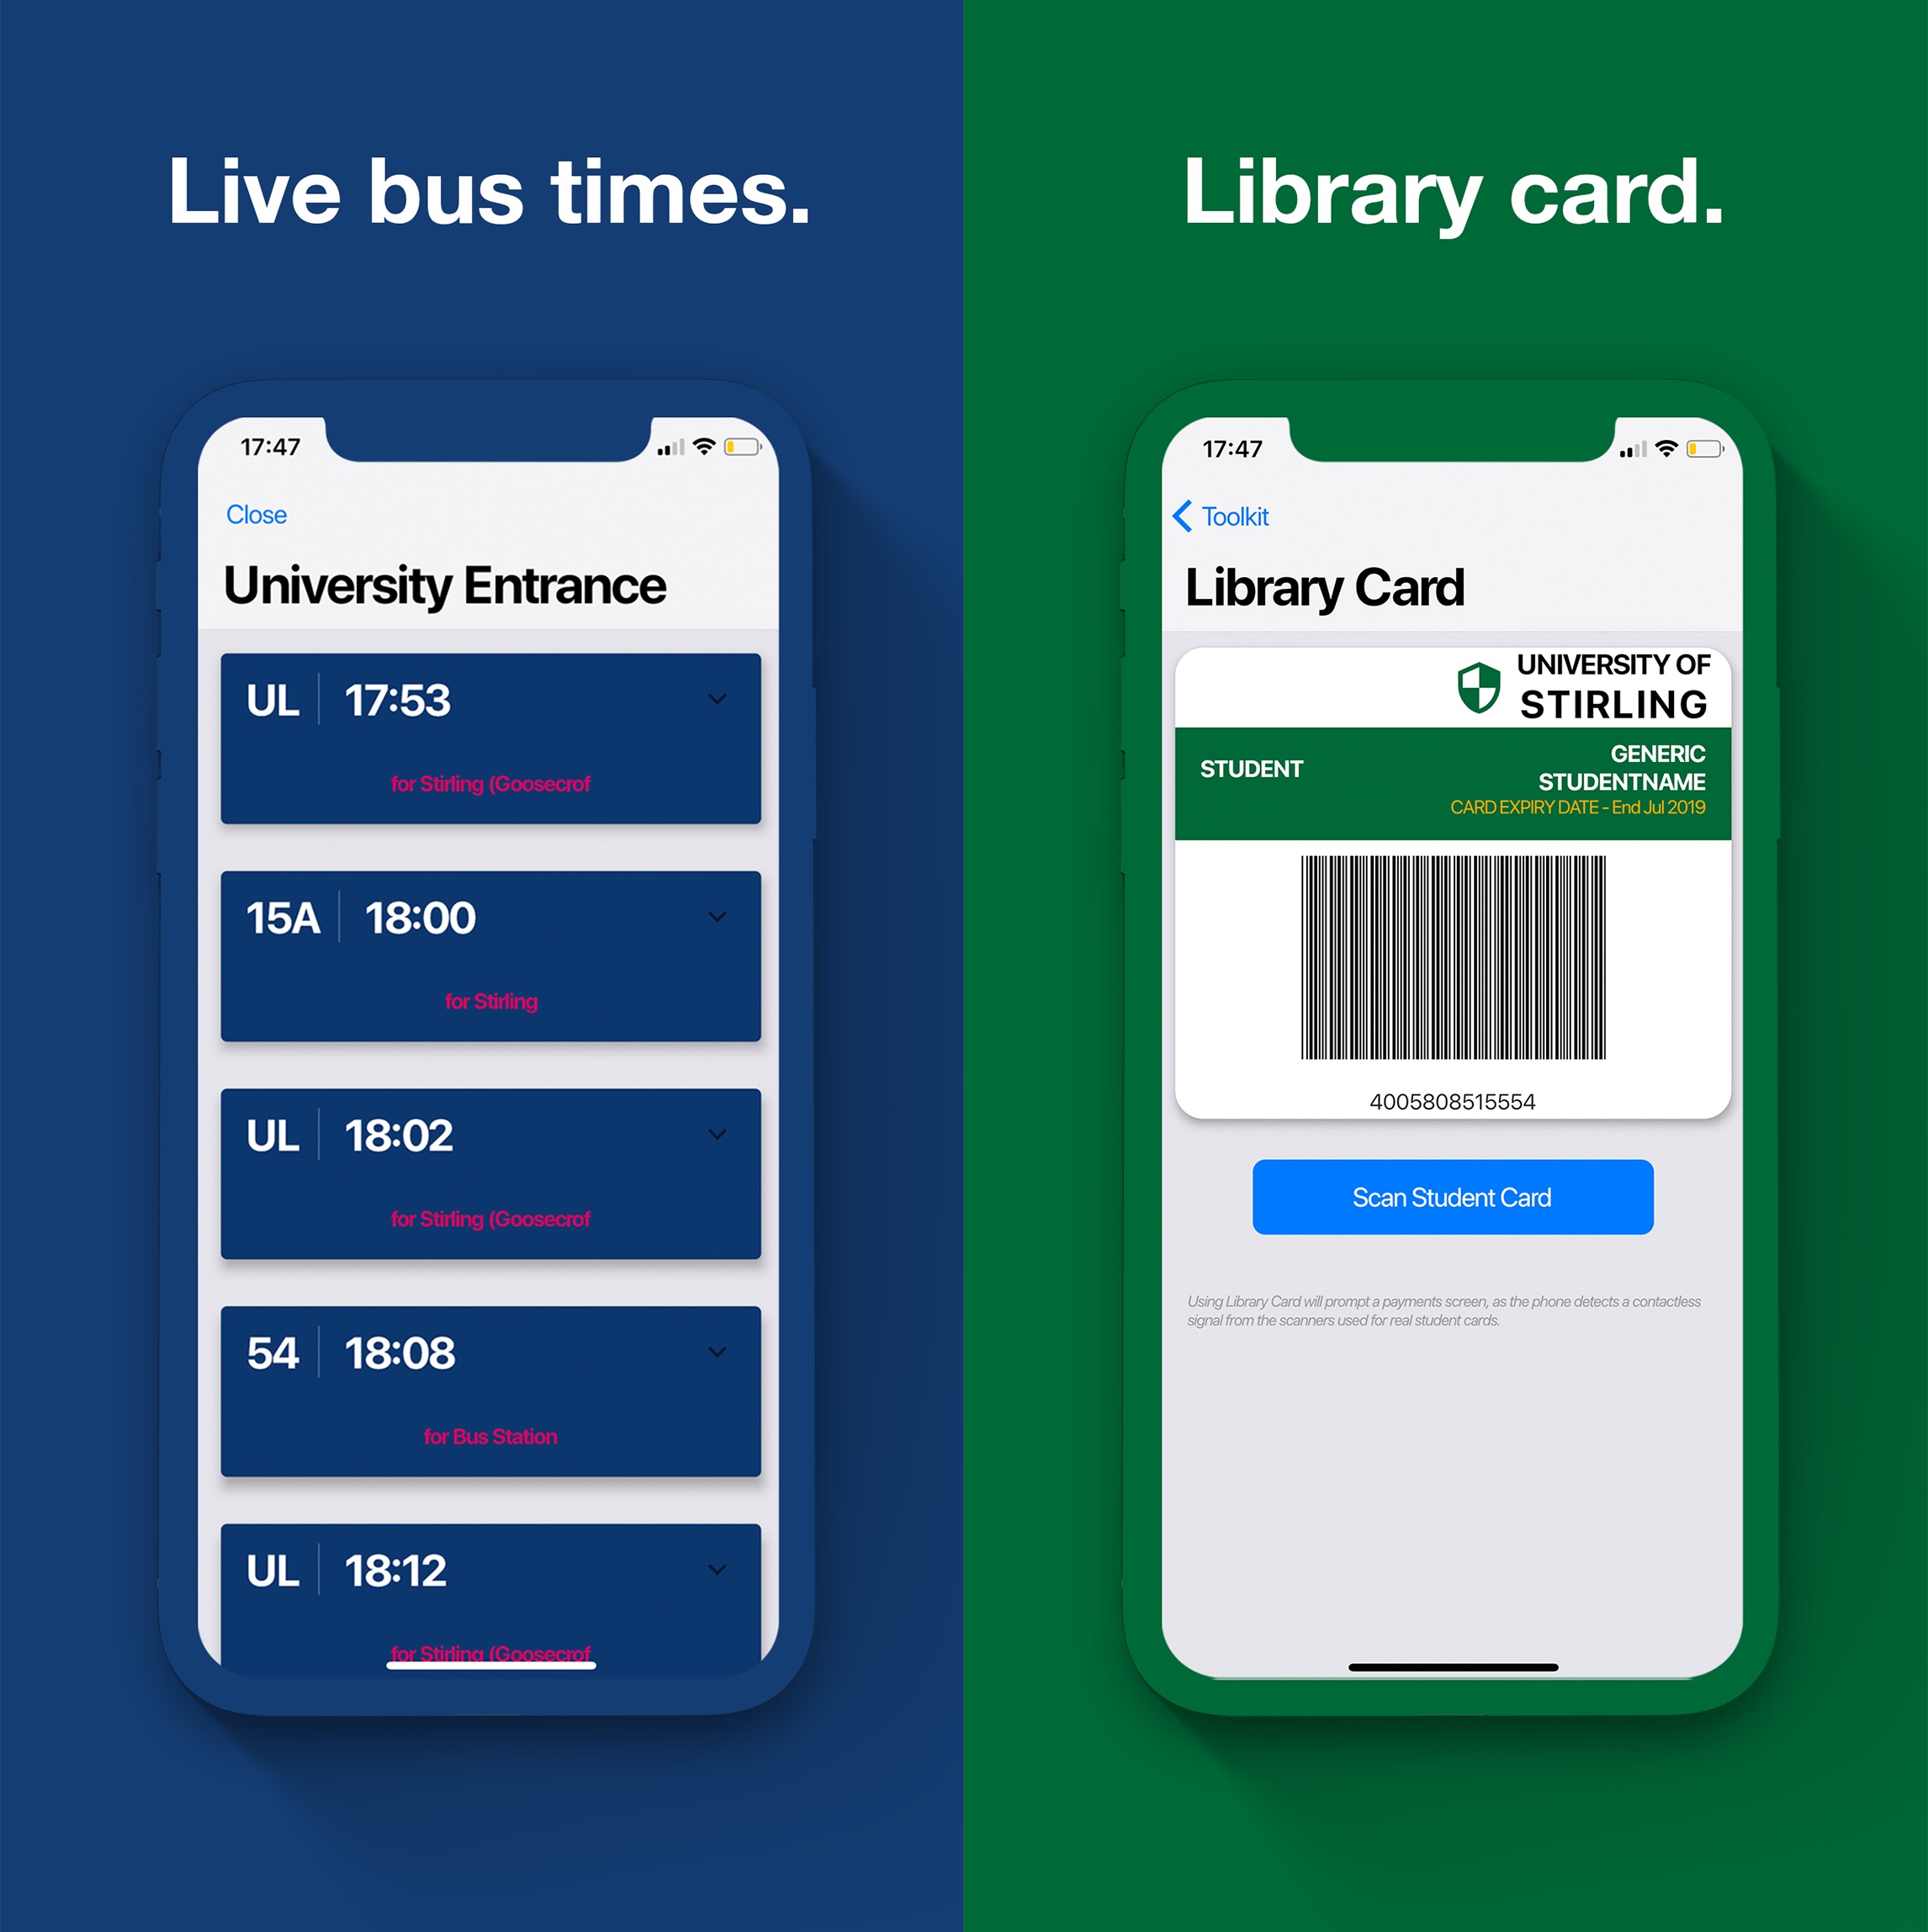 Live bus times.
17:47
Close
University Entrance
UL 17:53
for Stirling (Goosecrof
15A 18:00
for Stirling
UL 18:02
for Stirling (Goosecrof
54 18:08
for Bus Station
UL 18:12
for Stirling (Goosecrof
Library card.
17:47
Toolkit
Library Card
UNIVERSITY OF
STIRLING
STUDENT
GENERIC
STUDENTNAME
CARD EXPIRY DATE - End Jul 2019
4005808515554
Scan Student Card
Using Library Card will prompt a payments screen, as the phone detects a contactless
signal from the scanners used for real student cards.